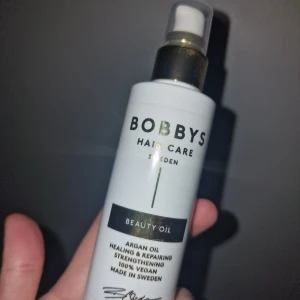 BOBBYS
HAIR CARE
SWEDEN
BEAUTY OIL
ARGAN OIL
HEALING & REPAIRING
STRENGTHENING
100% VEGAN
MADE IN SWEDEN